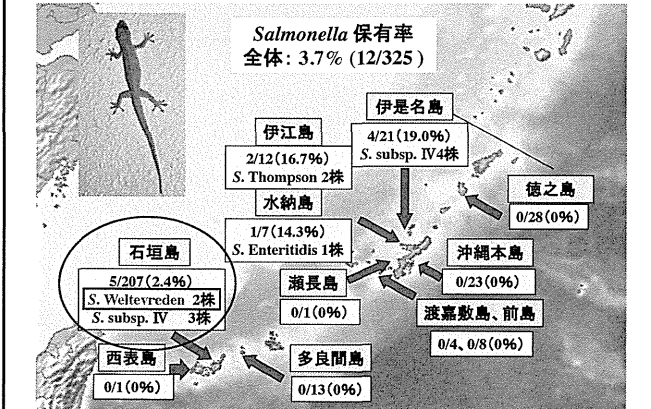 Salmonella 保有率
全体: 3.7% (12/325)
伊是名島
4/21(19.0%)
S. subsp. IV4株
伊江島
2/12(16.7%)
S. Thompson 2株
徳之島
0/28(0%)
水納島
1/7(14.3%)
S. Enteritidis 1株
石垣島
5/207(2.4%)
S. Weltevreden 2株
S. subsp. IV 3株
沖縄本島
0/23(0%)
瀬長島
0/1(0%)
渡嘉敷島、前島
0/4、0/8(0%)
西表島
0/1(0%)
多良間島
0/13(0%)